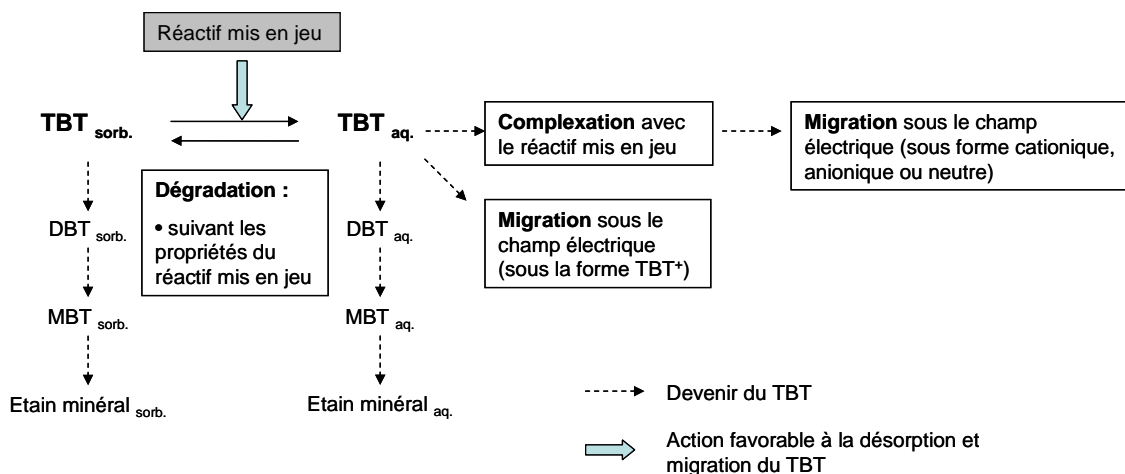 Réactif mis en jeu
TBT sorb.
TBT aq.
Complexation avec
le réactif mis en jeu
Migration sous le champ
électrique (sous forme cationique,
anionique ou neutre)
Dégradation :
• suivant les
propriétés du
réactif mis en jeu
Migration sous le
champ électrique
(sous la forme TBT⁺)
DBT sorb.
DBT aq.
MBT sorb.
MBT aq.
Etain minéral sorb.
Etain minéral aq.
Devenir du TBT
Action favorable à la désorption et
migration du TBT